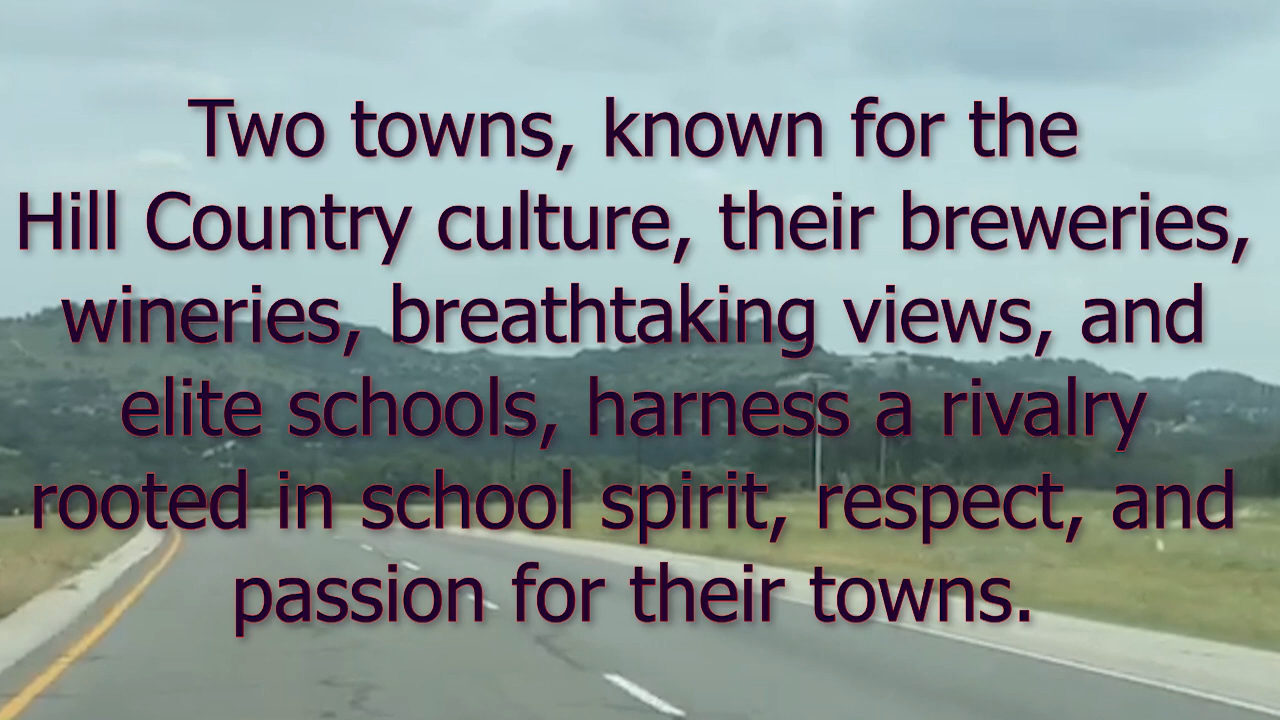 Two towns, known for the
Hill Country culture, their breweries,
wineries, breathtaking views, and
elite schools, harness a rivalry
rooted in school spirit, respect, and
passion for their towns.